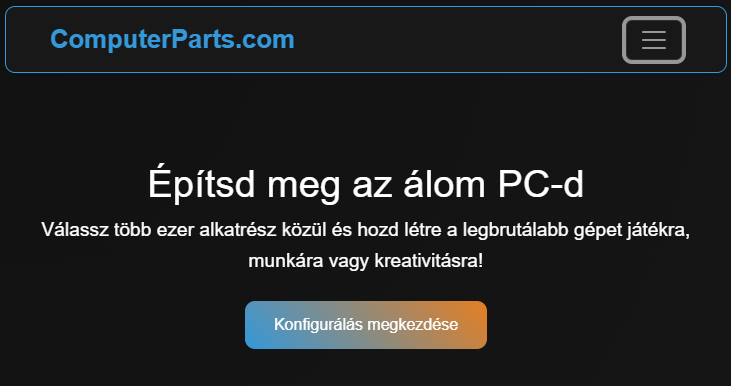 ComputerParts.com
Építsd meg az álom PC-d
Válassz több ezer alkatrész közül és hozd létre a legbrutálabb gépet játékra,
munkára vagy kreativitásra!
Konfigurálás megkezdése